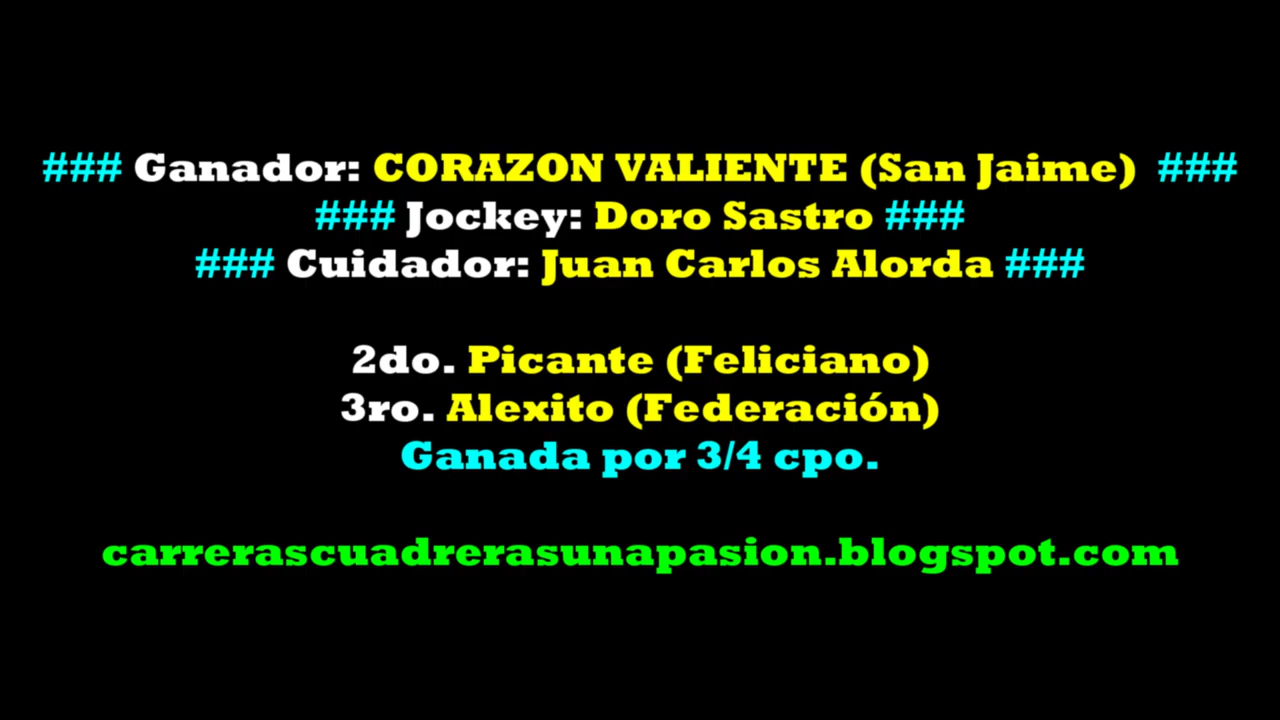 ### Ganador: CORAZON VALIENTE (San Jaime) ###
### Jockey: Doro Sastro ###
### Cuidador: Juan Carlos Alorda ###
2do. Picante (Feliciano)
3ro. Alexito (Federación)
Ganada por 3/4 cpo.
carrerascuadrerasunapasion.blogspot.com